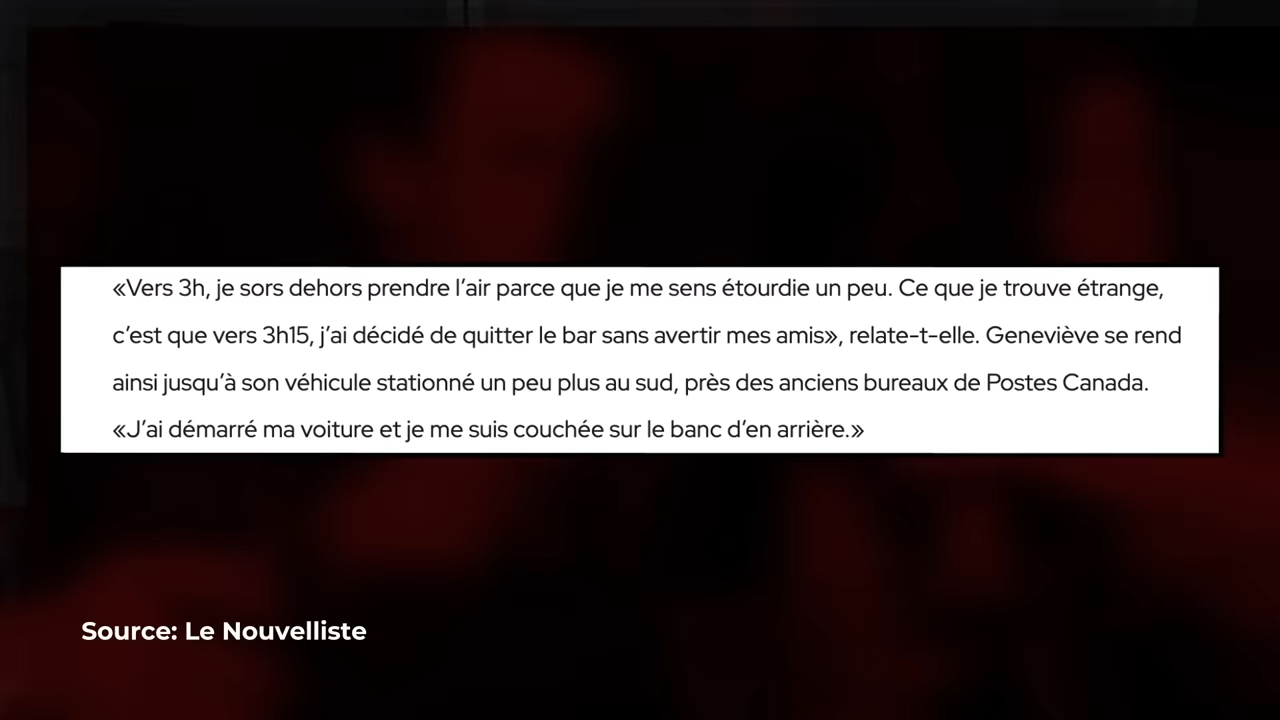 «Vers 3h, je sors dehors prendre l’air parce que je me sens étourdie un peu. Ce que je trouve étrange,
c’est que vers 3h15, j’ai décidé de quitter le bar sans avertir mes amis», relate-t-elle. Geneviève se rend
ainsi jusqu’à son véhicule stationné un peu plus au sud, près des anciens bureaux de Postes Canada.
«J’ai démarré ma voiture et je me suis couchée sur le banc d’en arrière.»
Source: Le Nouvelliste